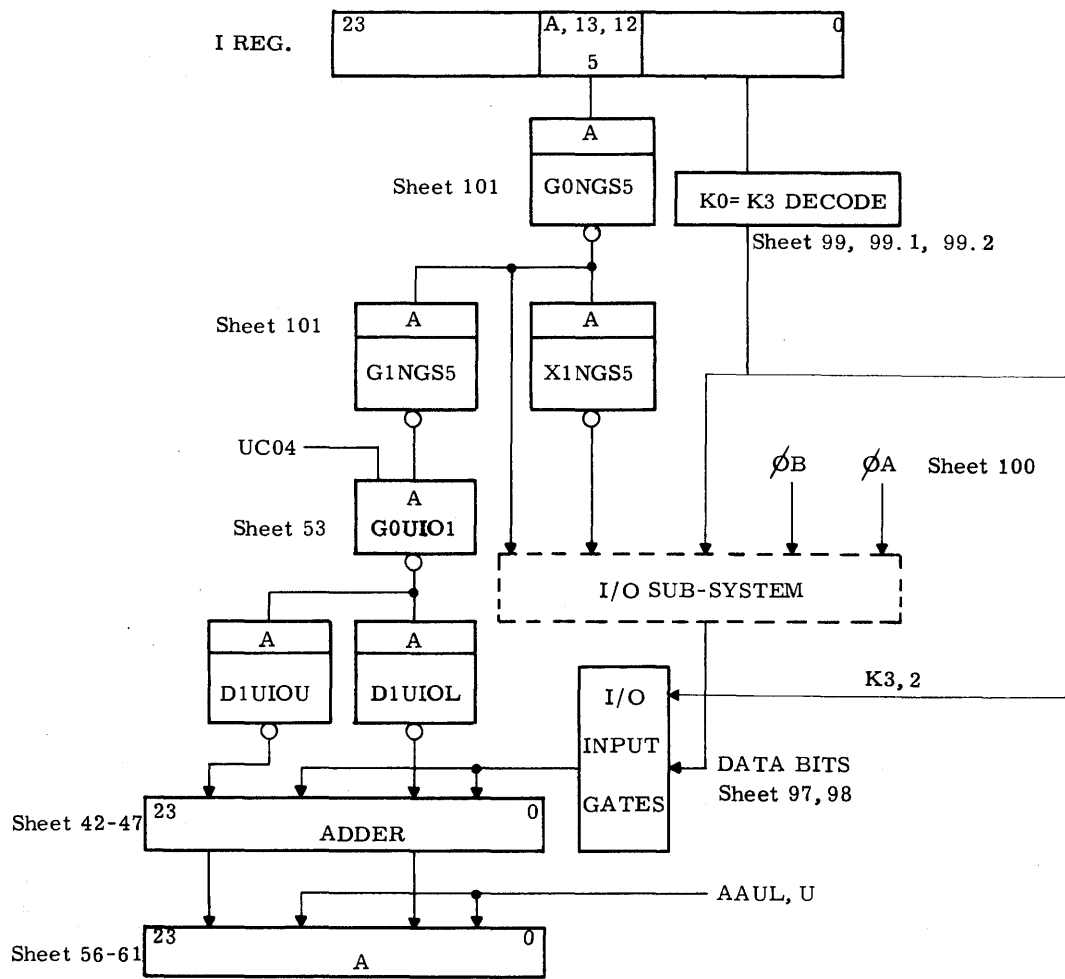 23 A, 13, 12 0
I REG.
5
A
Sheet 101 G0NGS5
K0= K3 DECODE
Sheet 99, 99.1, 99.2
Sheet 101
A
A
G1NGS5
X1NGS5
UC04
ØB ØA Sheet 100
A
Sheet 53 G0UIO1
I/O SUB-SYSTEM
A
A
D1UIOU
D1UIOL
I/O
INPUT
GATES
K3, 2
DATA BITS
Sheet 97, 98
Sheet 42-47
23 0
ADDER
AAUL, U
Sheet 56-61
23 0
A